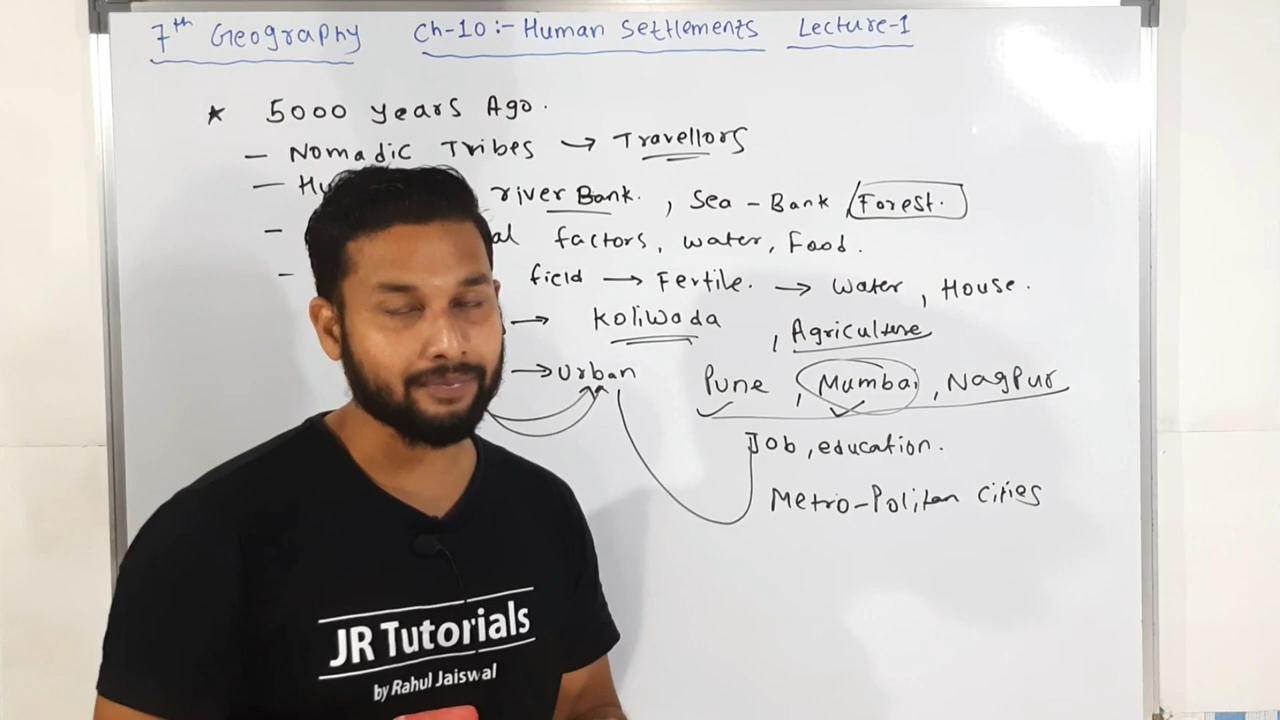 7th Geography Ch-10:- Human Settlements Lecture-1
* 5000 years Ago.
- Nomadic Tribes → Travellors
- river Bank. , Sea - Bank Forest.
- factors, water, Food.
- field → Fertile. → Water , House.
→ Koliwada , Agriculture
→ Urban Pune , Mumbai , Nagpur
Job , education.
Metro-Politan cities
JR Tutorials
by Rahul Jaiswal